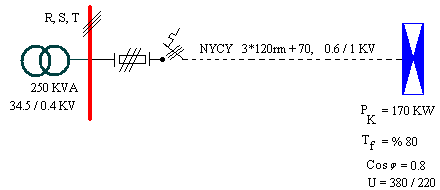 R, S, T
NYCY 3*120rm + 70, 0.6 / 1 KV
250 KVA
34.5 / 0.4 KV
P_K = 170 KW
T_f = % 80
Cos φ = 0.8
U = 380 / 220